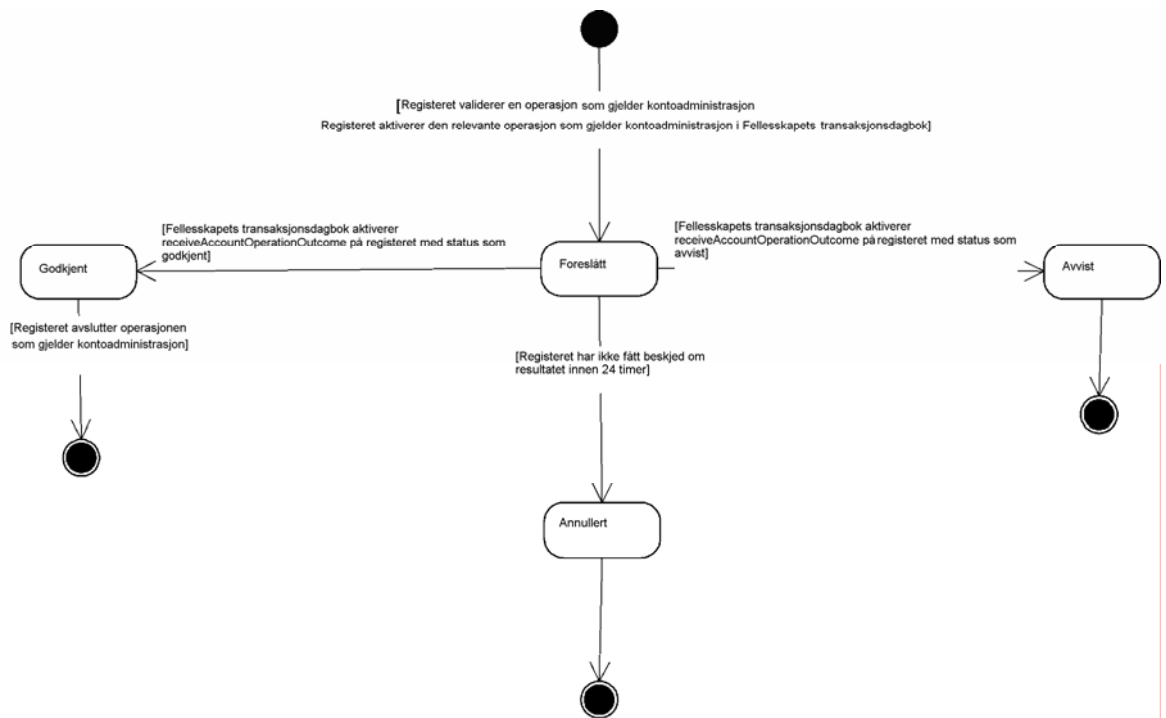 [Registeret validerer en operasjon som gjelder kontoadministrasjon
Registeret aktiverer den relevante operasjon som gjelder kontoadministrasjon i Fellesskapets transaksjonsdagbok]
[Fellesskapets transaksjonsdagbok aktiverer
receiveAccountOperationOutcome på registeret med status som
godkjent]
[Fellesskapets transaksjonsdagbok aktiverer
receiveAccountOperationOutcome på registeret med status som
avvist]
Godkjent
Foreslått
Avvist
[Registeret avslutter operasjonen
som gjelder kontoadministrasjon]
[Registeret har ikke fått beskjed om
resultatet innen 24 timer]
Annullert